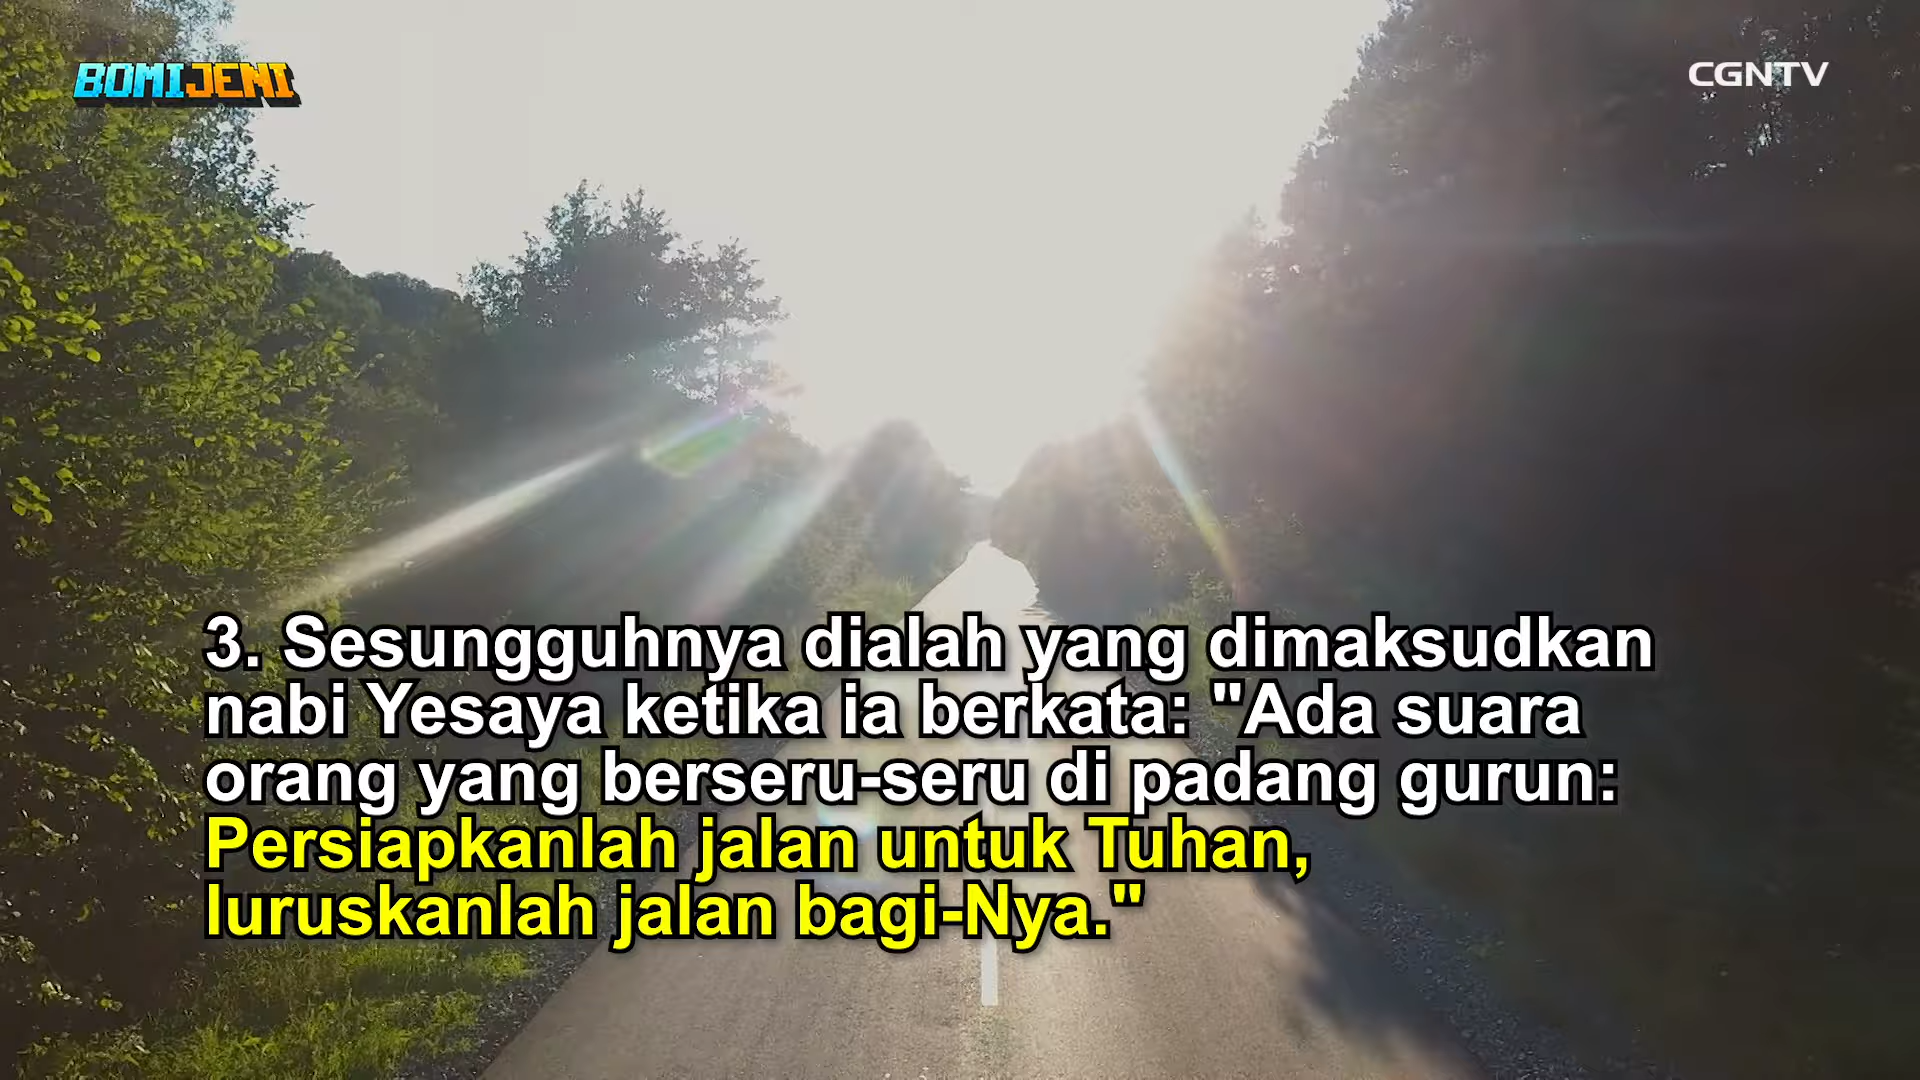 BOMIJENI
CGNTV
3. Sesungguhnya dialah yang dimaksudkan
nabi Yesaya ketika ia berkata: "Ada suara
orang yang berseru-seru di padang gurun:
Persiapkanlah jalan untuk Tuhan,
luruskanlah jalan bagi-Nya."